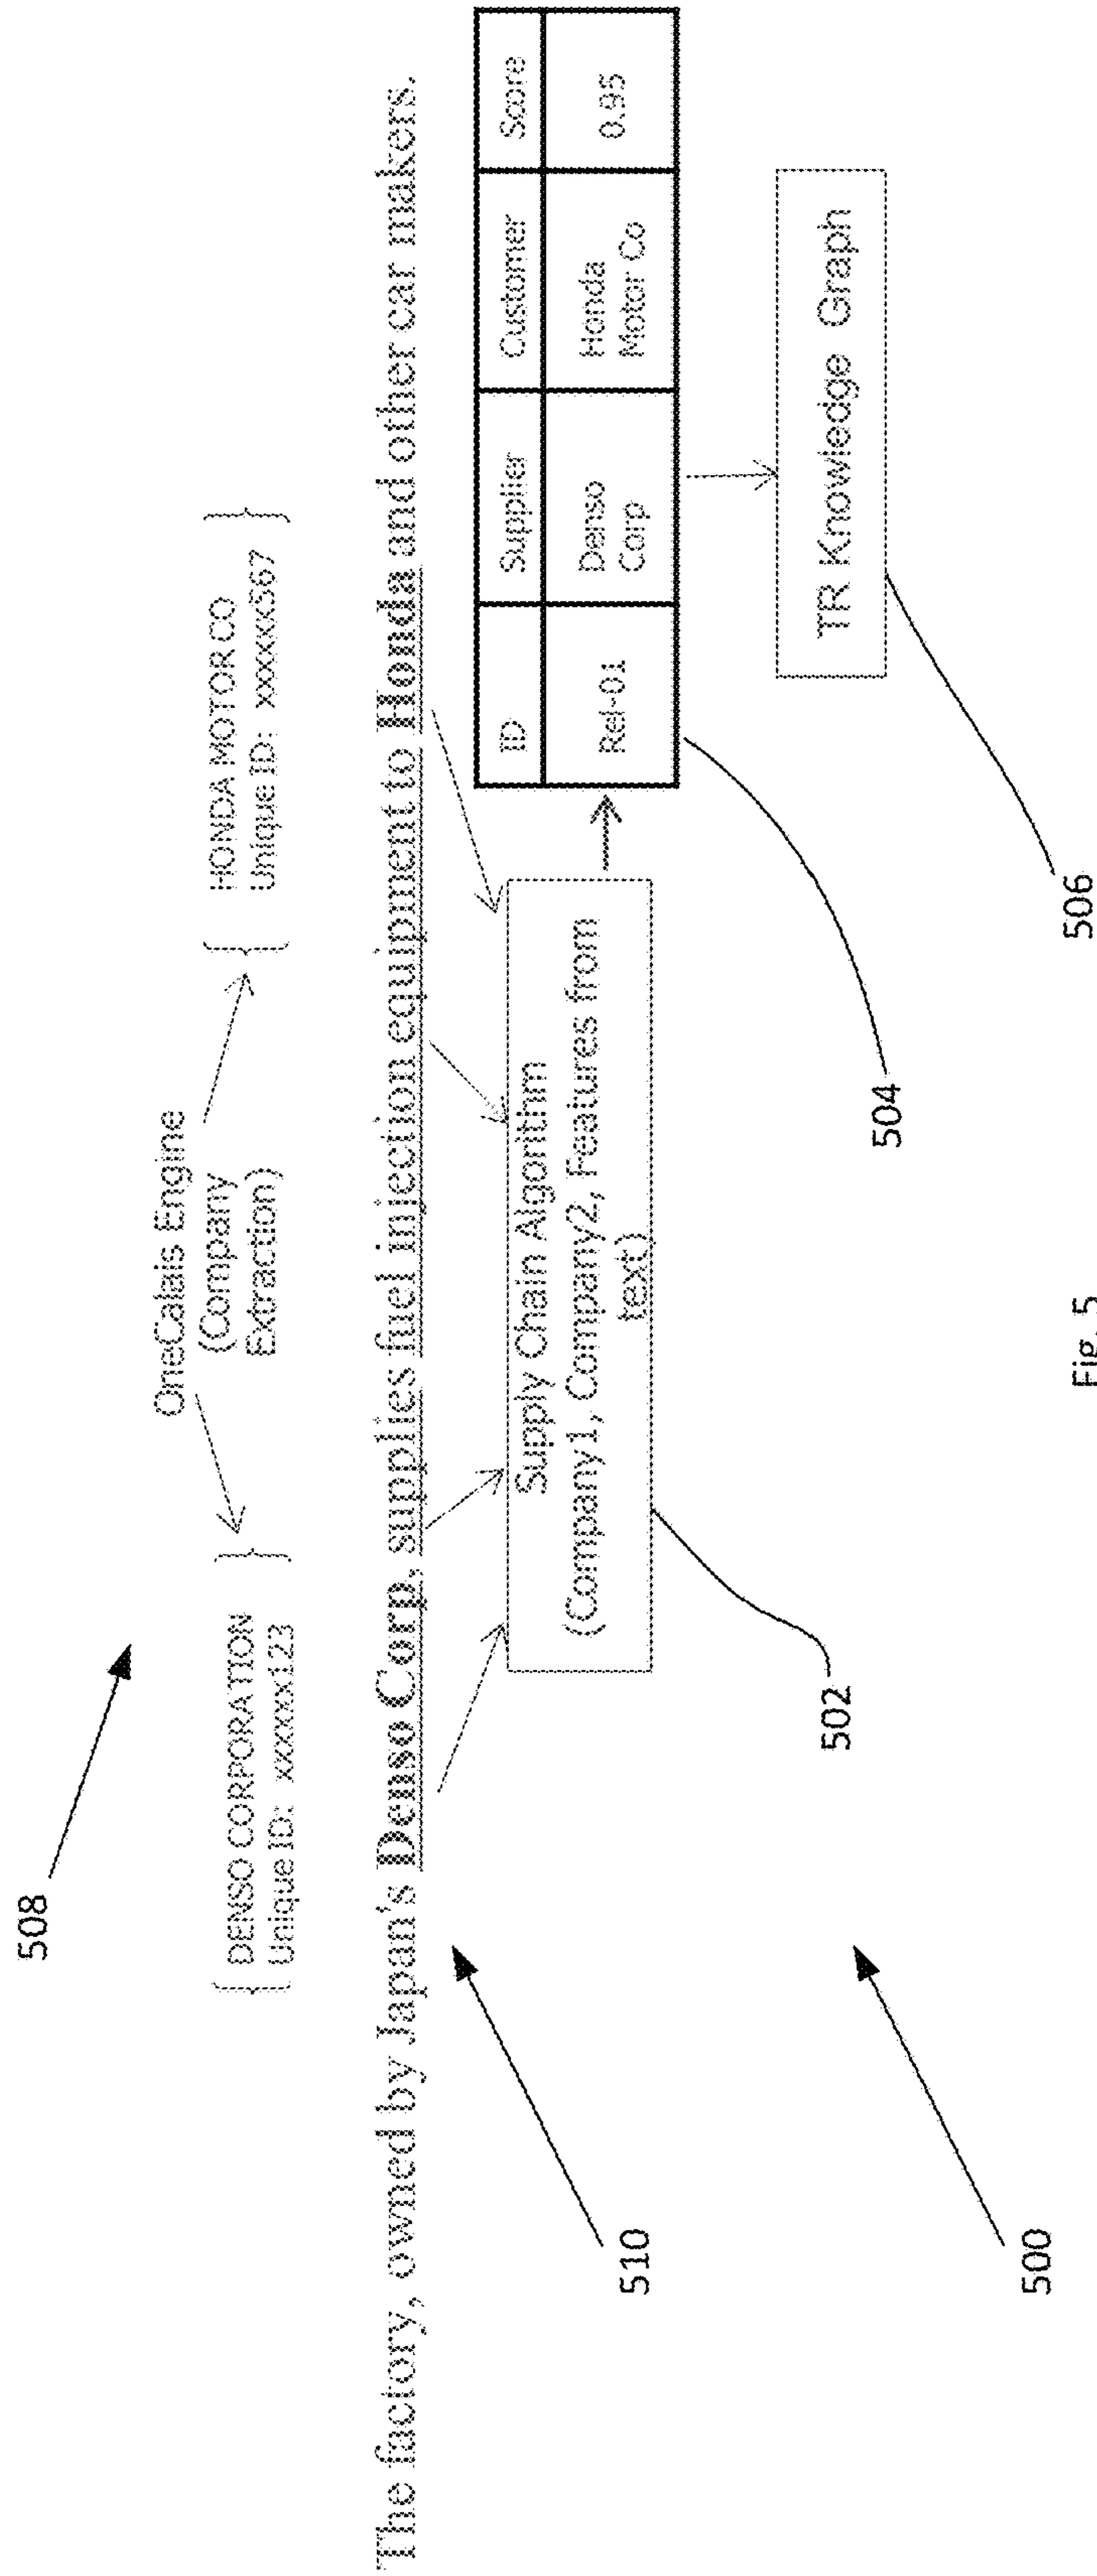 508
OneCalais Engine
(Company
Extraction)
DENSO CORPORATION
Unique ID: xxxxxx123
HONDA MOTOR CO
Unique ID: xxxxxx567
The factory, owned by Japan's Denso Corp, supplies fuel injection equipment to Honda and other car makers.
510
Supply Chain Algorithm
(Company1, Company2, Features from
text)
ID Supplier Customer Score
Rel-01 Denso Corp Honda Motor Co 0.95
502
504
TR Knowledge Graph
500
506
Fig. 5